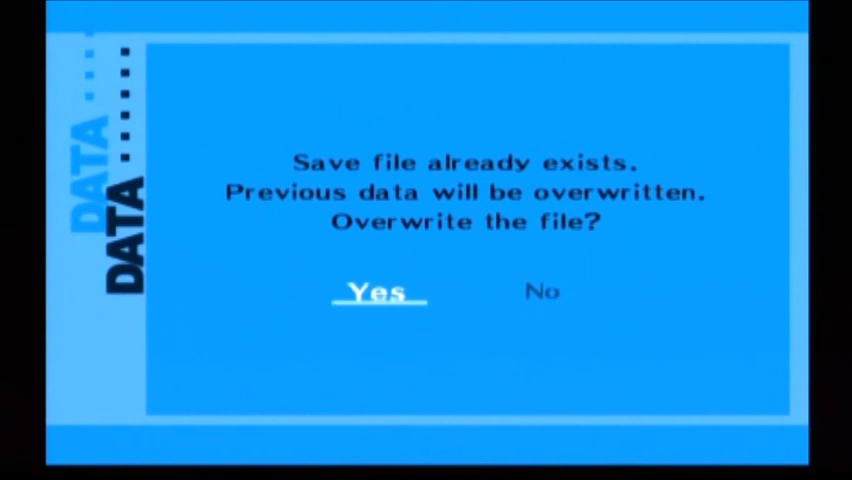 DATA
DATA
Save file already exists.
Previous data will be overwritten.
Overwrite the file?
Yes No